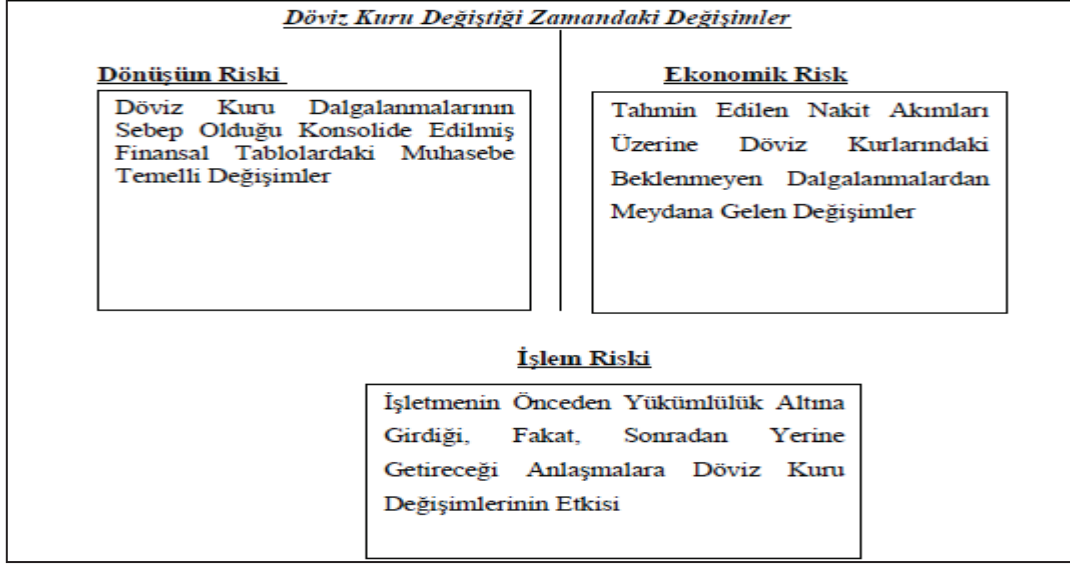 Döviz Kuru Değiştiği Zamandaki Değişimler
Dönüşüm Riski
Döviz Kuru Dalgalanmalarının
Sebep Olduğu Konsolide Edilmiş
Finansal Tablolardaki Muhasebe
Temelli Değişimler
Ekonomik Risk
Tahmin Edilen Nakit Akımları
Üzerine Döviz Kurlarındaki
Beklenmeyen Dalgalanmalardan
Meydana Gelen Değişimler
İşlem Riski
İşletmenin Önceden Yükümlülük Altına
Girdiği, Fakat, Sonradan Yerine
Getireceği Anlaşmalara Döviz Kuru
Değişimlerinin Etkisi